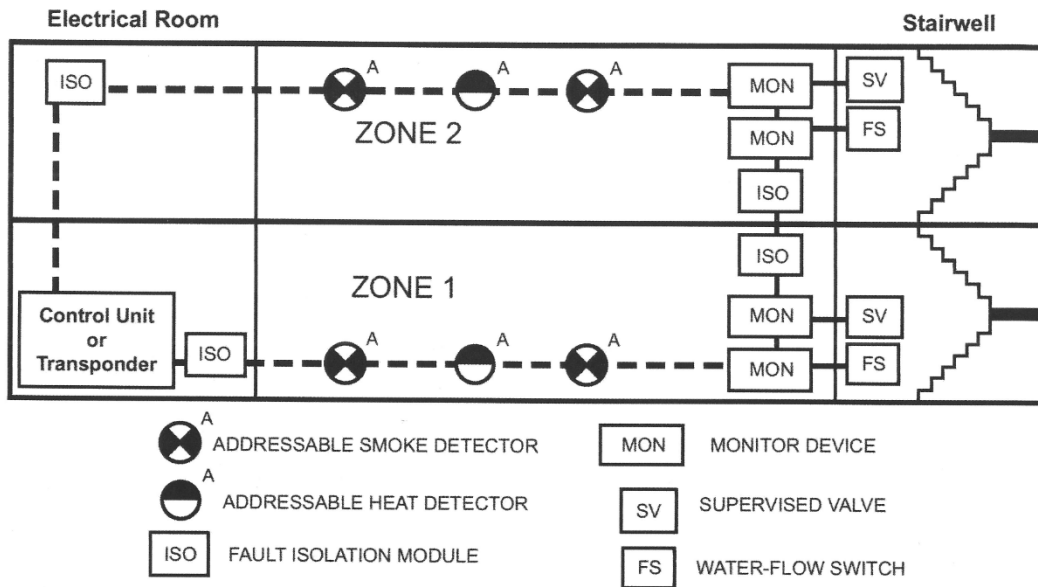 Electrical Room
Stairwell
ISO
A
A
A
MON
SV
ZONE 2
MON
FS
ISO
ISO
ZONE 1
Control Unit
or
Transponder
ISO
A
A
A
MON
SV
MON
FS
A
ADDRESSABLE SMOKE DETECTOR
MON
MONITOR DEVICE
A
ADDRESSABLE HEAT DETECTOR
SV
SUPERVISED VALVE
ISO
FAULT ISOLATION MODULE
FS
WATER-FLOW SWITCH